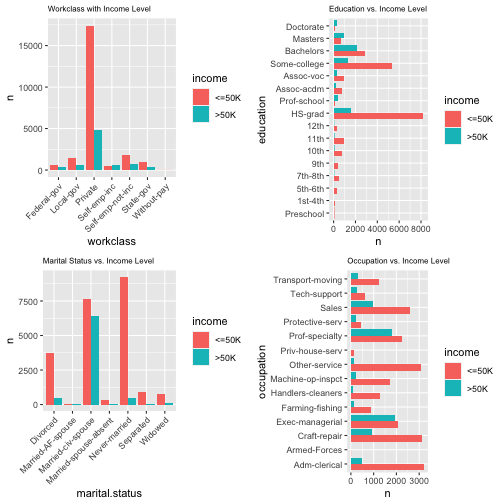 Workclass with Income Level
n
15000
10000
5000
0
Federal-gov
Local-gov
Private
Self-emp-inc
Self-emp-not-inc
State-gov
Without-pay
workclass
income
<=50K
>50K
Education vs. Income Level
education
Doctorate
Masters
Bachelors
Some-college
Assoc-voc
Assoc-acdm
Prof-school
HS-grad
12th
11th
10th
9th
7th-8th
5th-6th
1st-4th
Preschool
0 2000 4000 6000 8000
n
income
<=50K
>50K
Marital Status vs. Income Level
n
7500
5000
2500
0
Divorced
Married-AF-spouse
Married-civ-spouse
Married-spouse-absent
Never-married
Separated
Widowed
marital.status
income
<=50K
>50K
Occupation vs. Income Level
occupation
Transport-moving
Tech-support
Sales
Protective-serv
Prof-specialty
Priv-house-serv
Other-service
Machine-op-inspct
Handlers-cleaners
Farming-fishing
Exec-managerial
Craft-repair
Armed-Forces
Adm-clerical
0 1000 2000 3000
n
income
<=50K
>50K